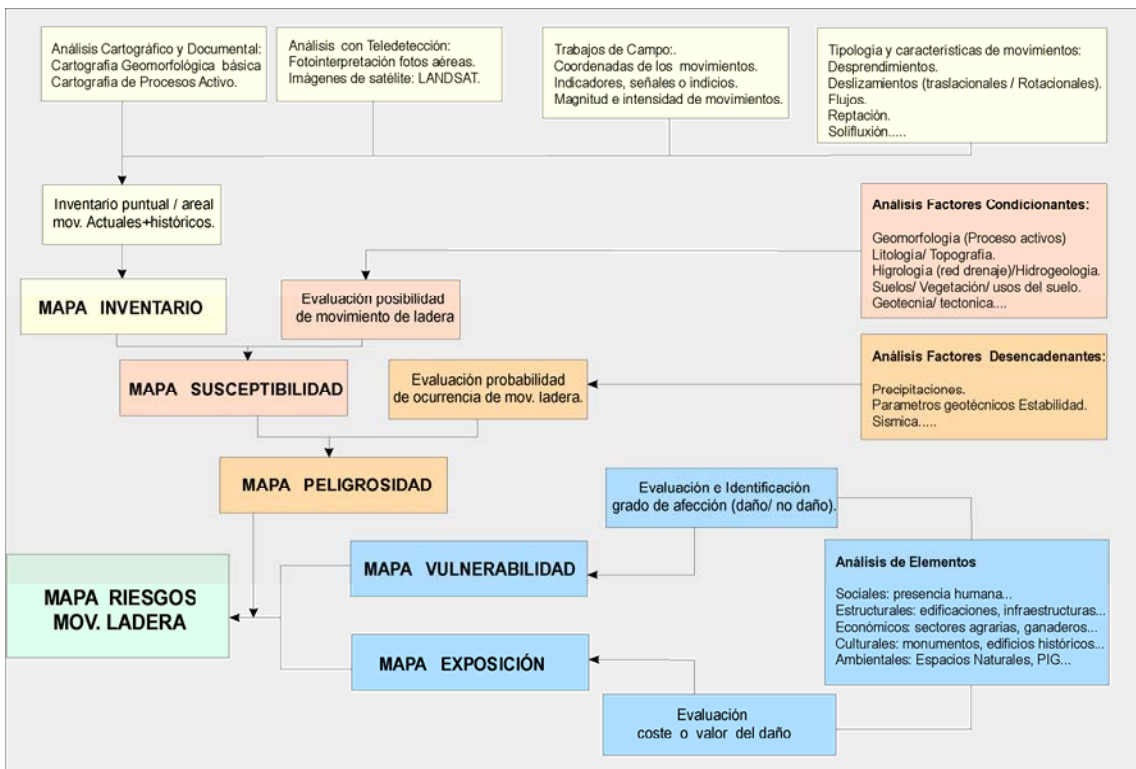 Análisis Cartográfico y Documental:
Cartografía Geomorfológica básica
Cartografía de Procesos Activo.
Análisis con Teledetección:
Fotointerpretación fotos aéreas.
Imágenes de satélite: LANDSAT.
Trabajos de Campo:.
Coordenadas de los movimientos.
Indicadores, señales o indicios.
Magnitud e intensidad de movimientos.
Tipología y características de movimientos:
Desprendimientos.
Deslizamientos (traslacionales / Rotacionales).
Flujos.
Reptación.
Solifluxión.....
Inventario puntual / areal
mov. Actuales+históricos.
Análisis Factores Condicionantes:
Geomorfología (Proceso activos)
Litología/ Topografía.
Higrología (red drenaje)/Hidrogeologia.
Suelos/ Vegetación/ usos del suelo.
Geotecnia/ tectonica....
MAPA INVENTARIO
Evaluación posibilidad
de movimiento de ladera
MAPA SUSCEPTIBILIDAD
Evaluación probabilidad
de ocurrencia de mov. ladera.
Análisis Factores Desencadenantes:
Precipitaciones.
Parametros geotécnicos Estabilidad.
Sísmica.....
MAPA PELIGROSIDAD
Evaluación e Identificación
grado de afección (daño/ no daño).
MAPA VULNERABILIDAD
Análisis de Elementos
Sociales: presencia humana...
Estructurales: edificaciones, infraestructuras...
Económicos: sectores agrarias, ganaderos...
Culturales: monumentos, edificios históricos...
Ambientales: Espacios Naturales, PIG...
MAPA RIESGOS
MOV. LADERA
MAPA EXPOSICIÓN
Evaluación
coste o valor del daño